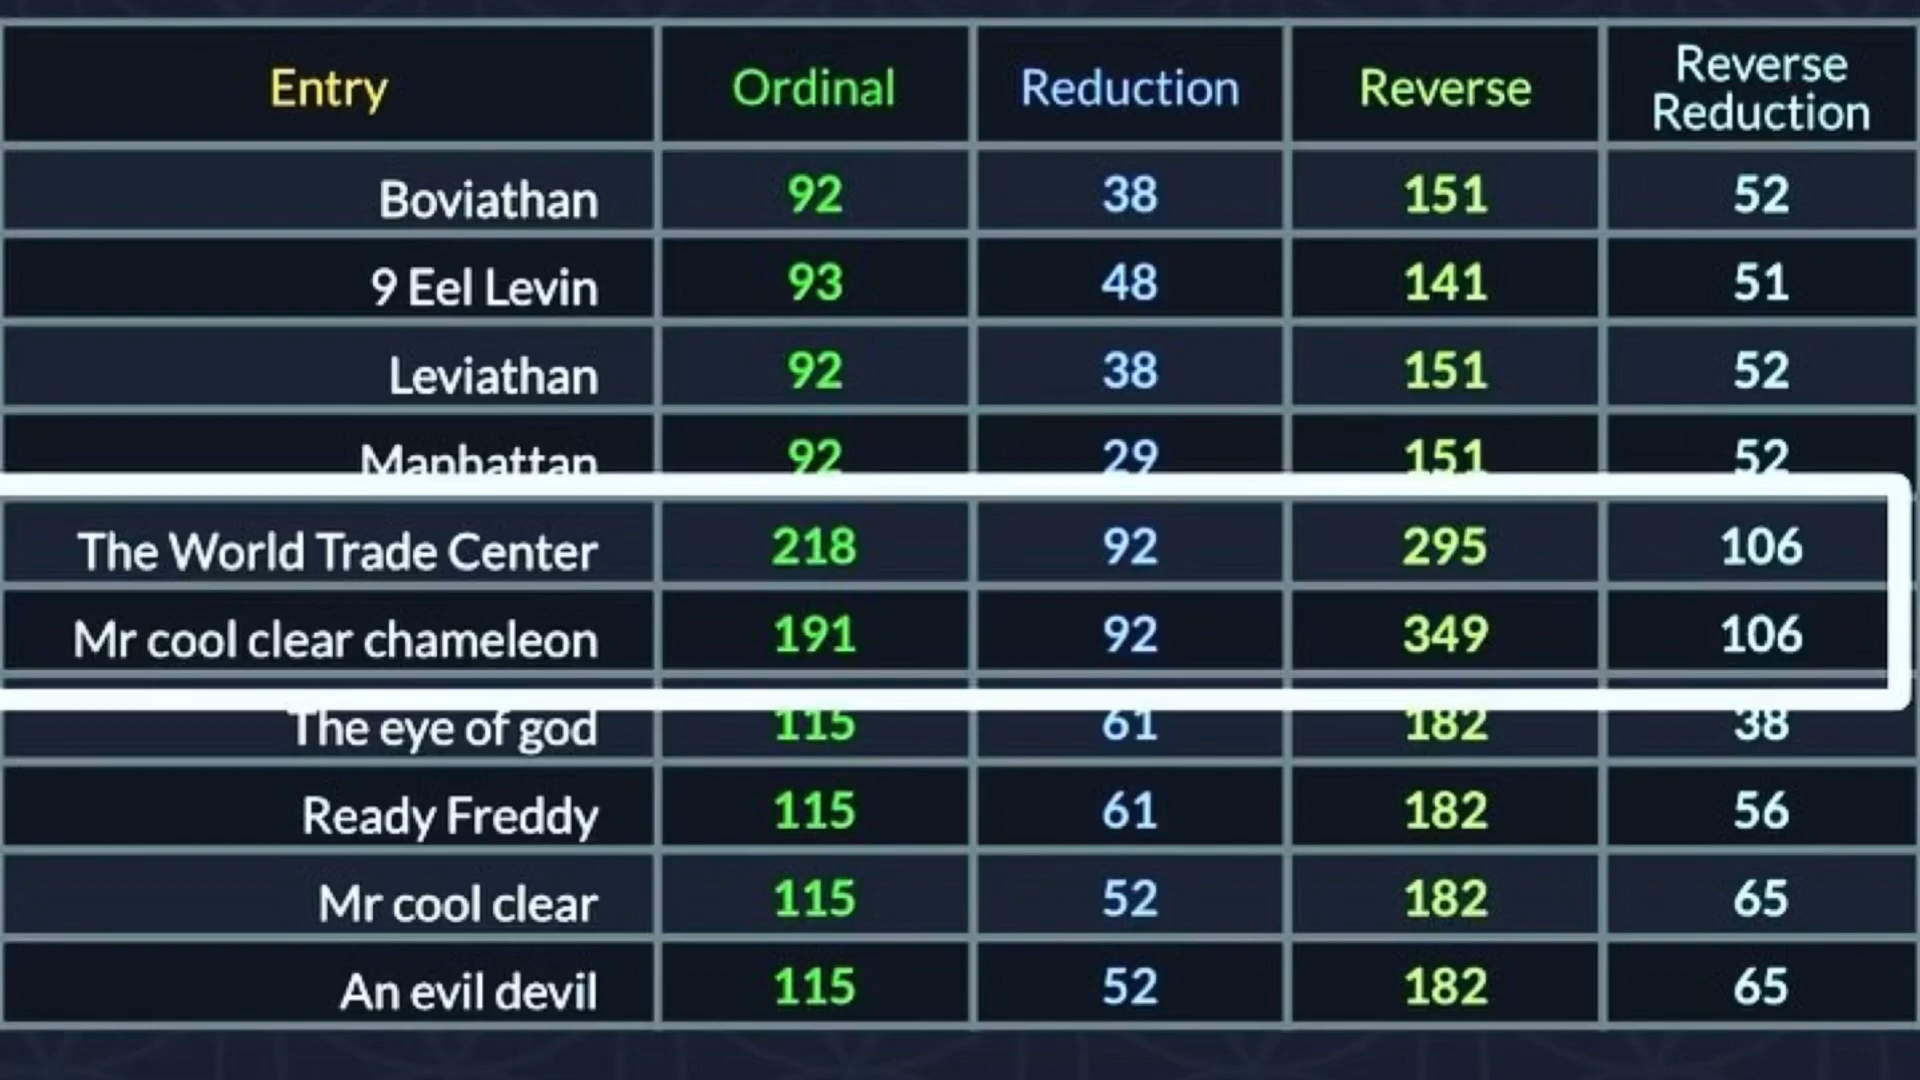 Entry Ordinal Reduction Reverse Reverse Reduction
Boviathan 92 38 151 52
9 Eel Levin 93 48 141 51
Leviathan 92 38 151 52
Manhattan 92 29 151 52
The World Trade Center 218 92 295 106
Mr cool clear chameleon 191 92 349 106
The eye of god 115 61 182 38
Ready Freddy 115 61 182 56
Mr cool clear 115 52 182 65
An evil devil 115 52 182 65